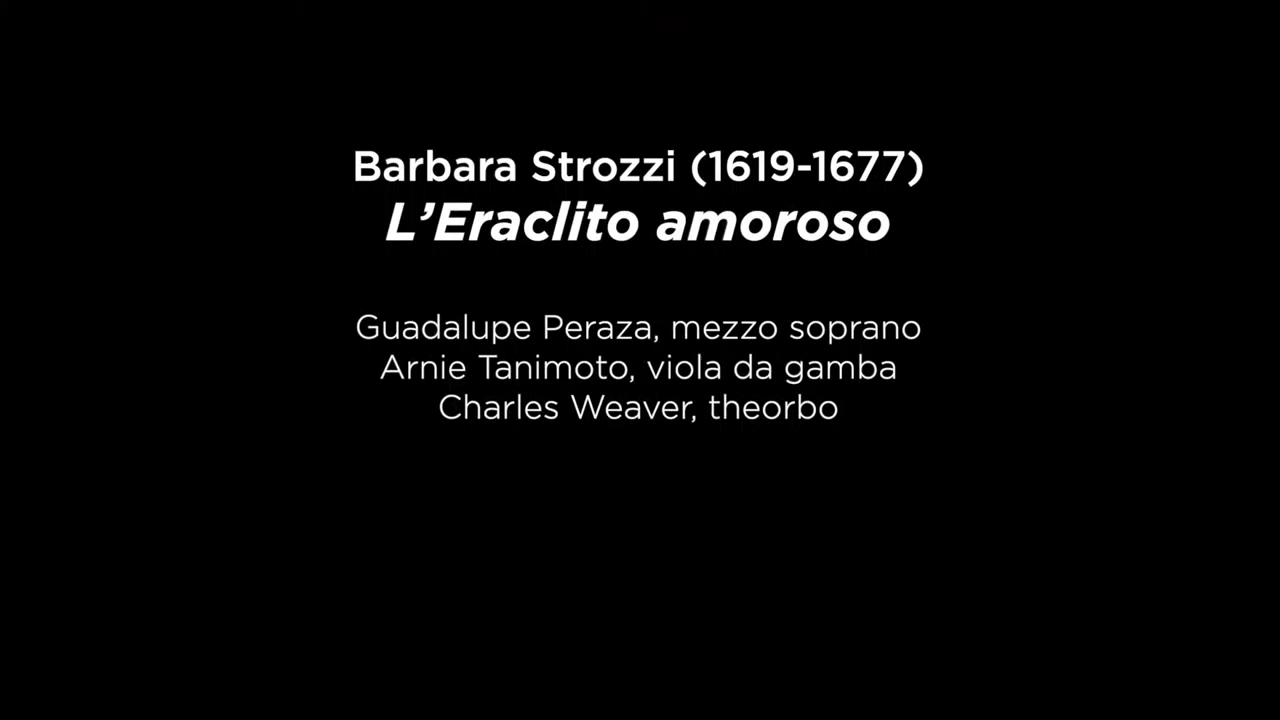 Barbara Strozzi (1619-1677)
L’Eraclito amoroso
Guadalupe Peraza, mezzo soprano
Arnie Tanimoto, viola da gamba
Charles Weaver, theorbo